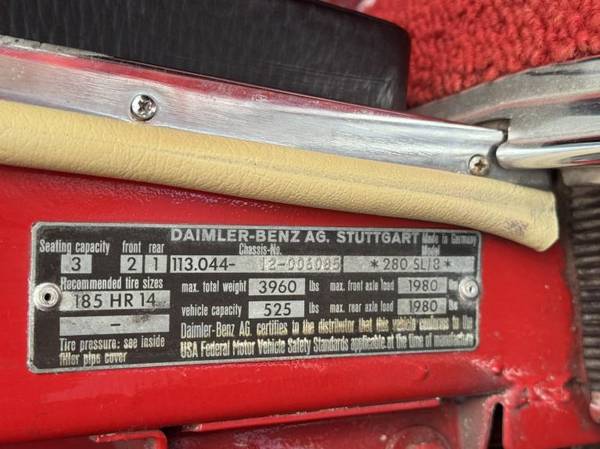 DAIMLER-BENZ AG. STUTTGART Made in Germany
Seating capacity front rear Chassis-No. Model
3 2 1 113.044- 12-006085 *280 SL/8*
Recommended tire sizes max. total weight 3960 lbs max. front axle load 1980 lbs
185 HR 14 vehicle capacity 525 lbs max. rear axle load 1980 lbs
- Daimler-Benz AG. certifies to the distributor that this vehicle conforms to the
Tire pressure: see inside USA Federal Motor Vehicle Safety Standards applicable at the time of manufacture
filler pipe cover